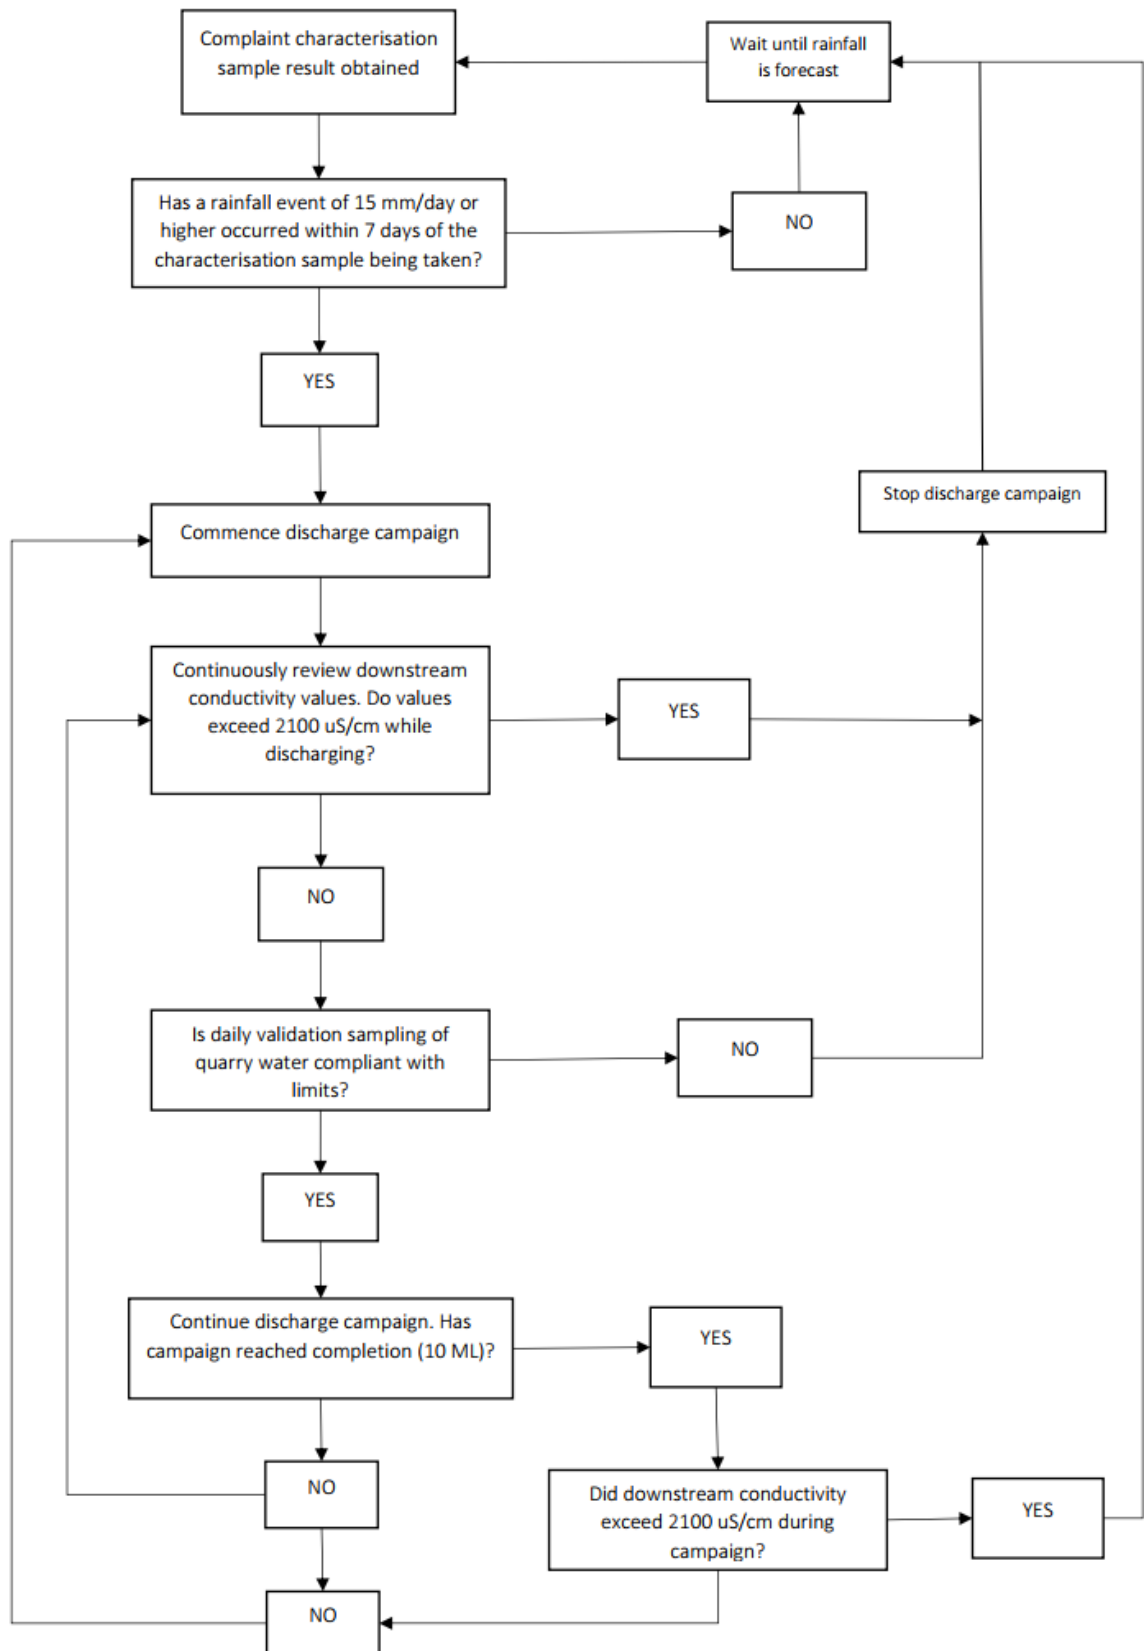 Complaint characterisation
sample result obtained
Wait until rainfall
is forecast
Has a rainfall event of 15 mm/day or
higher occurred within 7 days of the
characterisation sample being taken?
NO
YES
Stop discharge campaign
Commence discharge campaign
Continuously review downstream
conductivity values. Do values
exceed 2100 uS/cm while
discharging?
YES
NO
Is daily validation sampling of
quarry water compliant with
limits?
NO
YES
Continue discharge campaign. Has
campaign reached completion (10 ML)?
YES
NO
Did downstream conductivity
exceed 2100 uS/cm during
campaign?
YES
NO